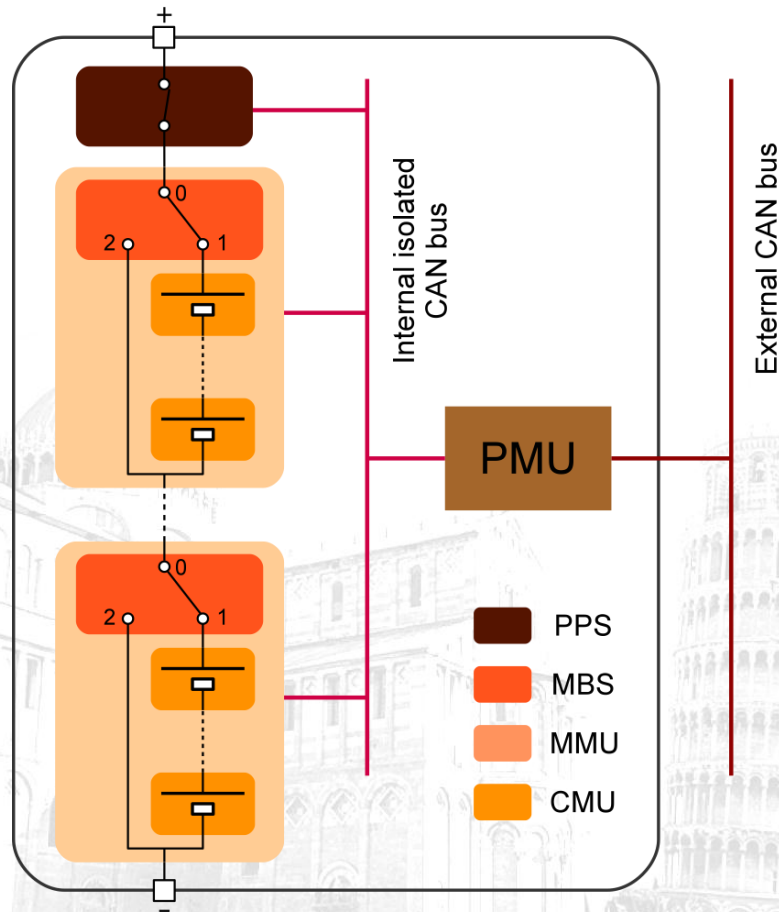 +
0
2 1
Internal isolated
CAN bus
External CAN bus
PMU
0
2 1
PPS
MBS
MMU
CMU
-